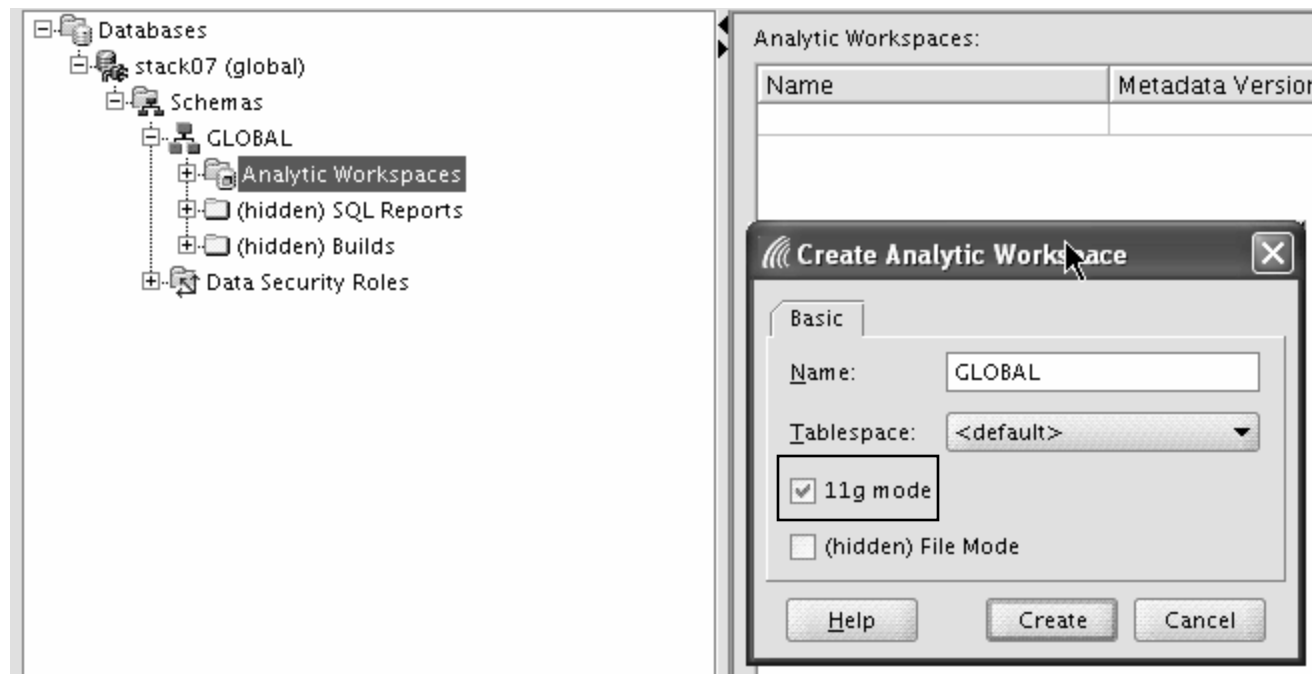 Databases
stack07 (global)
Schemas
GLOBAL
Analytic Workspaces
(hidden) SQL Reports
(hidden) Builds
Data Security Roles
Analytic Workspaces:
Name Metadata Version
Create Analytic Workspace
Basic
Name: GLOBAL
Tablespace: <default>
11g mode
(hidden) File Mode
Help Create Cancel